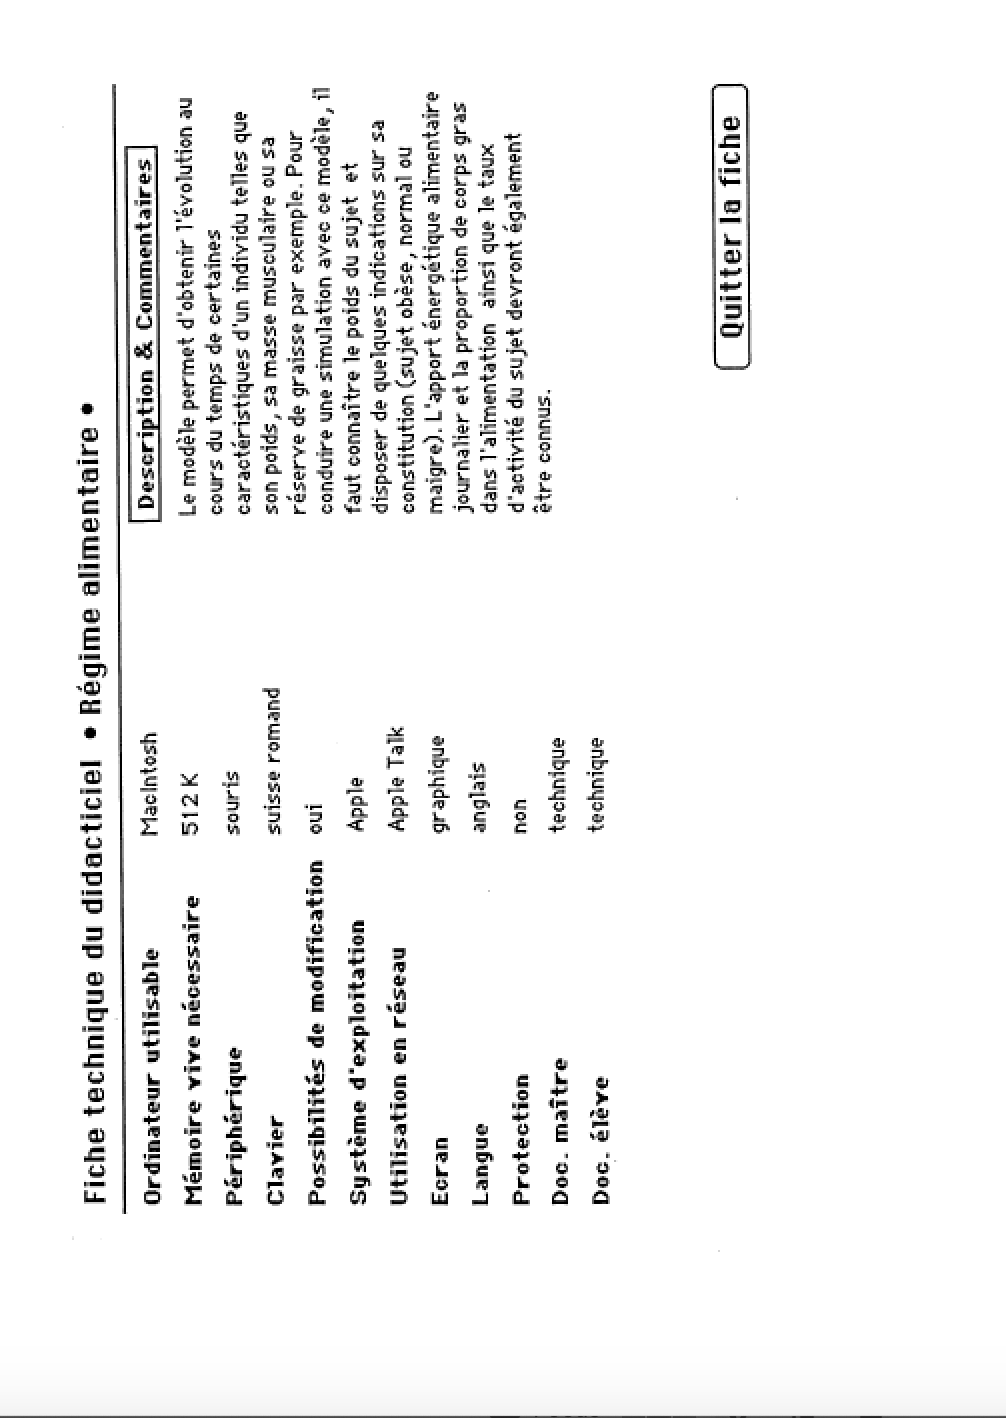 Fiche technique du didacticiel • Régime alimentaire •
Ordinateur utilisable MacIntosh
Mémoire vive nécessaire 512 K
Périphérique souris
Clavier suisse romand
Possibilités de modification oui
Système d'exploitation Apple
Utilisation en réseau Apple Talk
Ecran graphique
Langue anglais
Protection non
Doc. maître technique
Doc. élève technique
Description & Commentaires
Le modèle permet d'obtenir l'évolution au
cours du temps de certaines
caractéristiques d'un individu telles que
son poids, sa masse musculaire ou sa
réserve de graisse par exemple. Pour
conduire une simulation avec ce modèle, il
faut connaître le poids du sujet et
disposer de quelques indications sur sa
constitution (sujet obèse, normal ou
maigre). L'apport énergétique alimentaire
journalier et la proportion de corps gras
dans l'alimentation ainsi que le taux
d'activité du sujet devront également
être connus.
Quitter la fiche